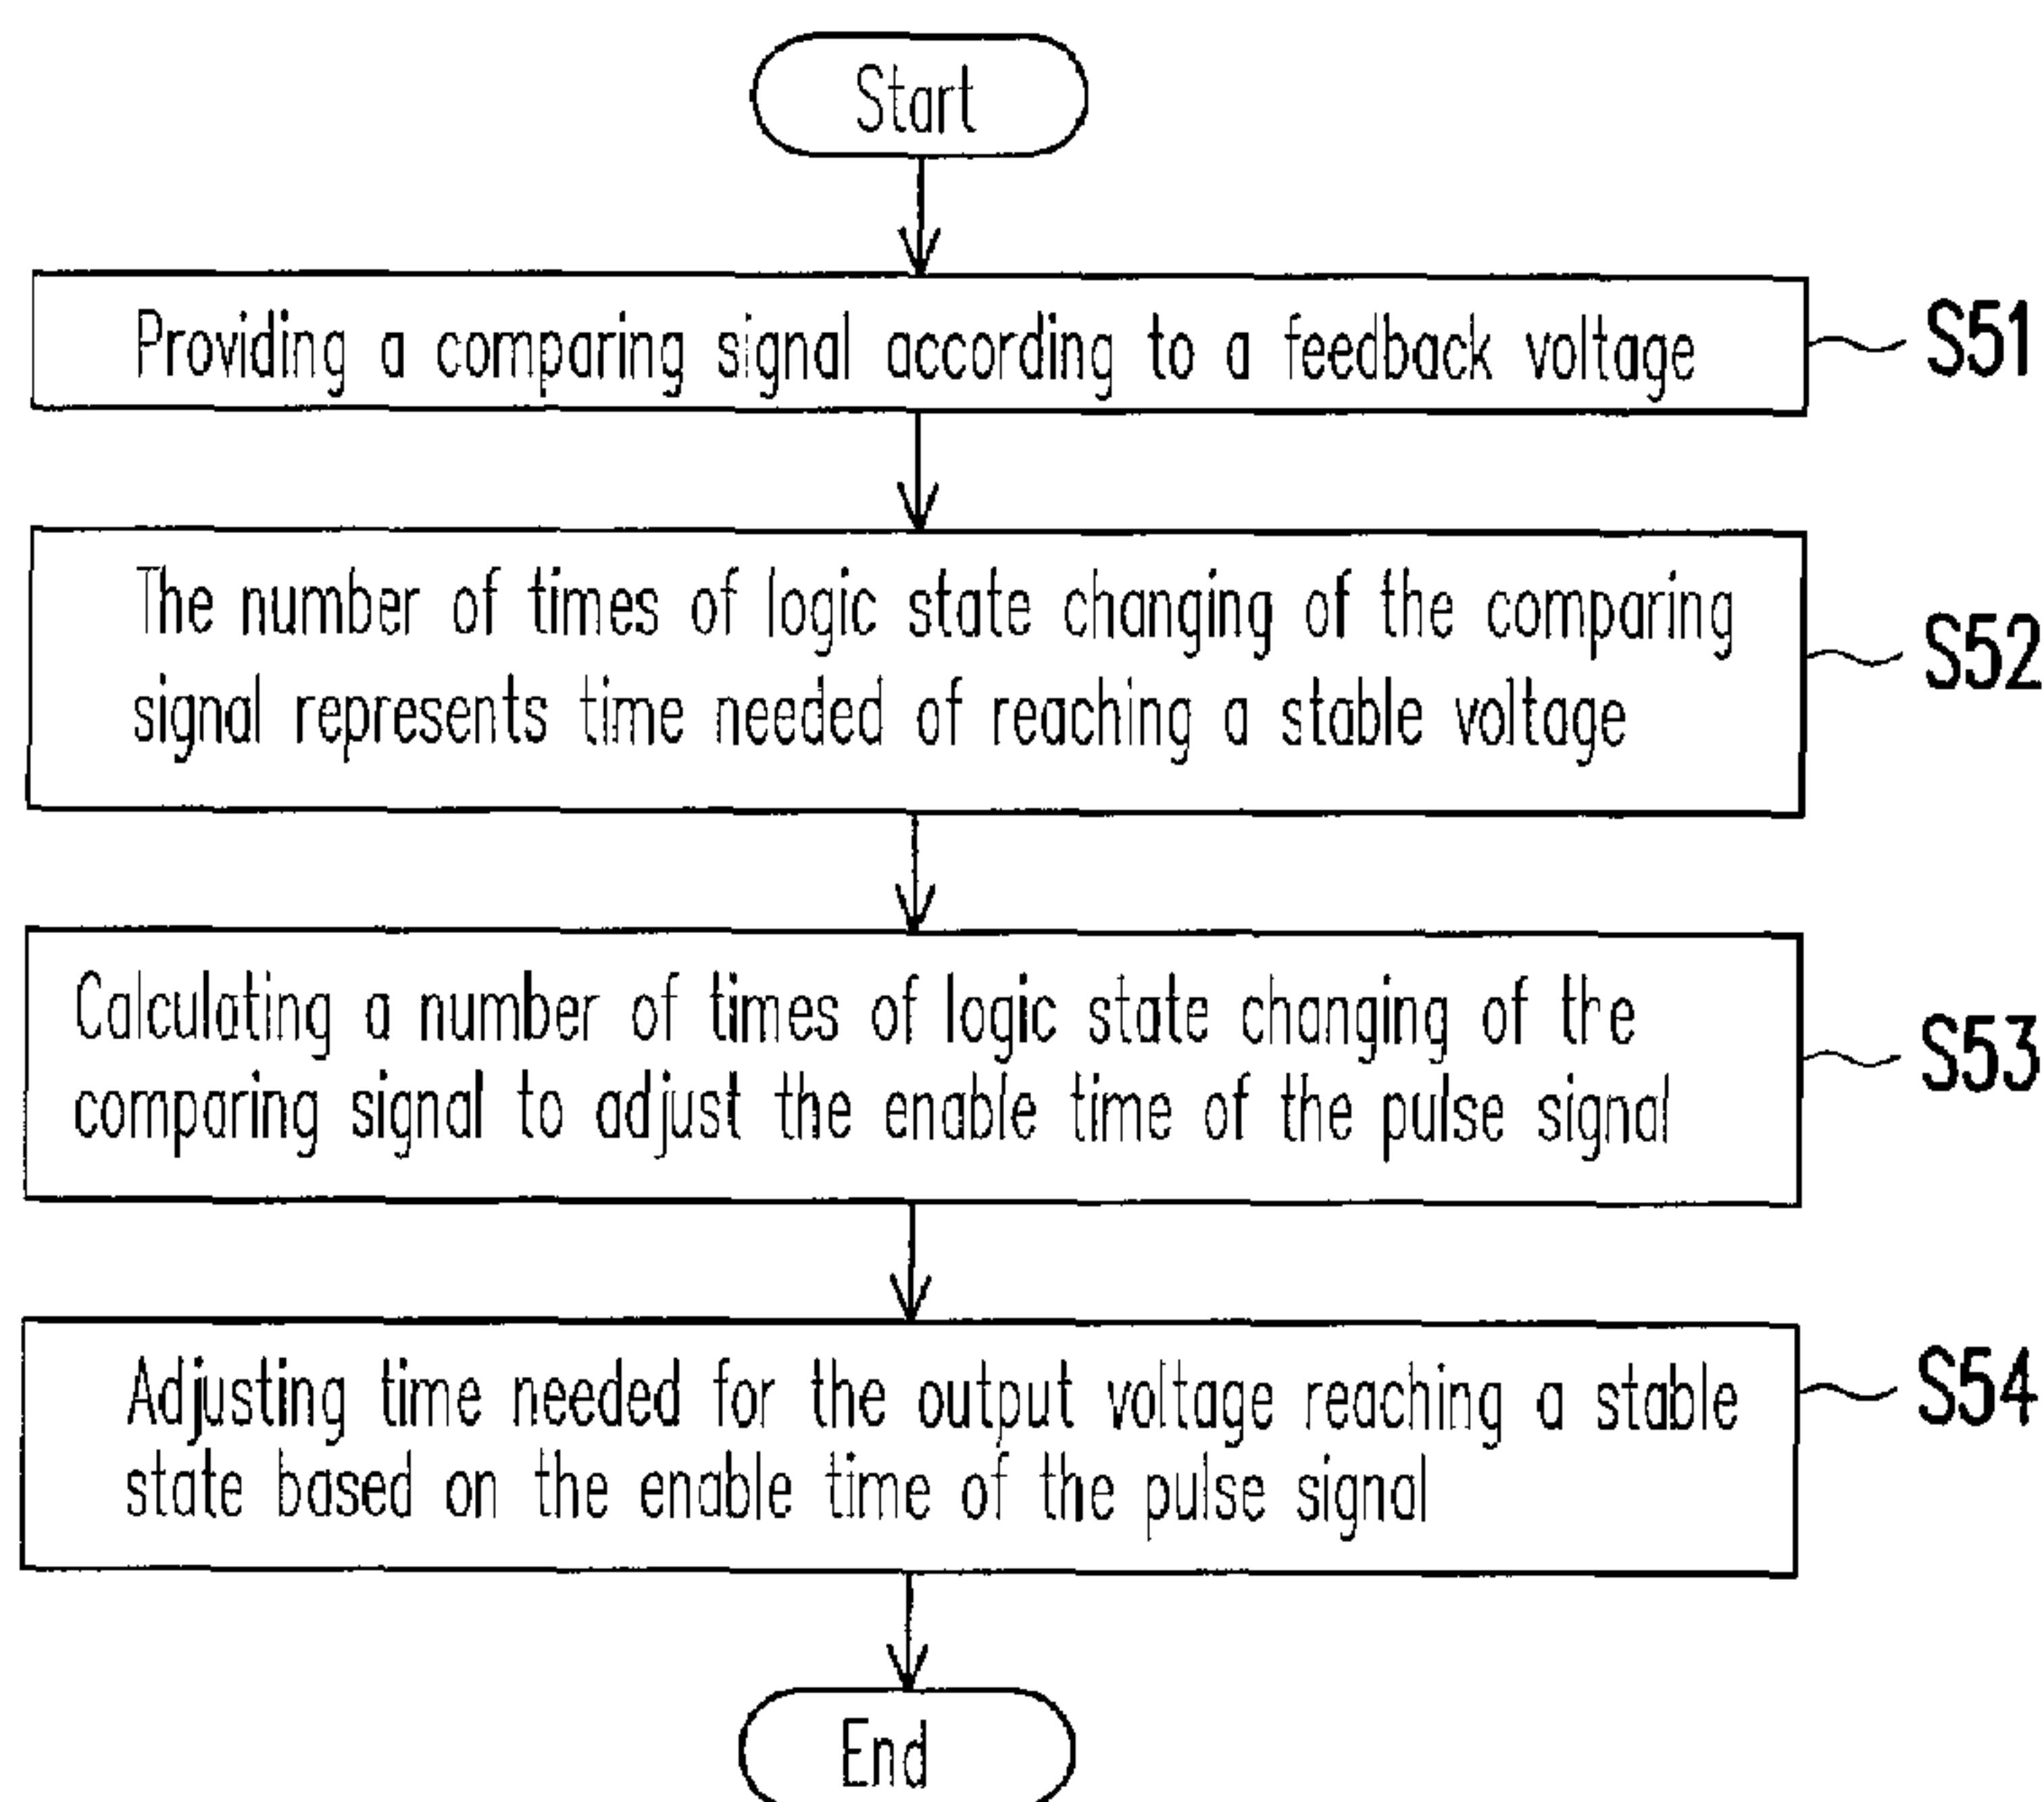 Start
Providing a comparing signal according to a feedback voltage
S51
The number of times of logic state changing of the comparing
signal represents time needed of reaching a stable voltage
S52
Calculating a number of times of logic state changing of the
comparing signal to adjust the enable time of the pulse signal
S53
Adjusting time needed for the output voltage reaching a stable
state based on the enable time of the pulse signal
S54
End